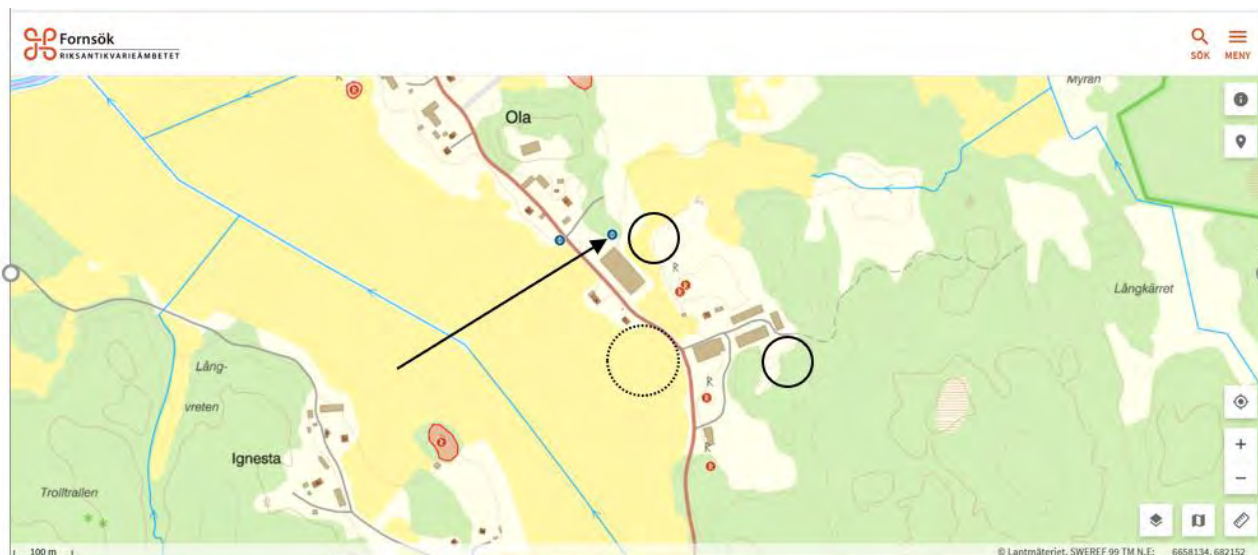 Fornsök
RIKSANTIKVARIEÄMBETET
SÖK
MENY
Myran
Ola
R
R
Långkärret
Lång-
vreten
R
R
Ignesta
Trolltrallen
100 m
© Lantmäteriet, SWEREF 99 TM N,E: 6658134, 682152